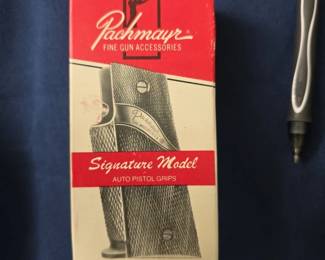 Pachmayr
FINE GUN ACCESSORIES
Signature Model
AUTO PISTOL GRIPS